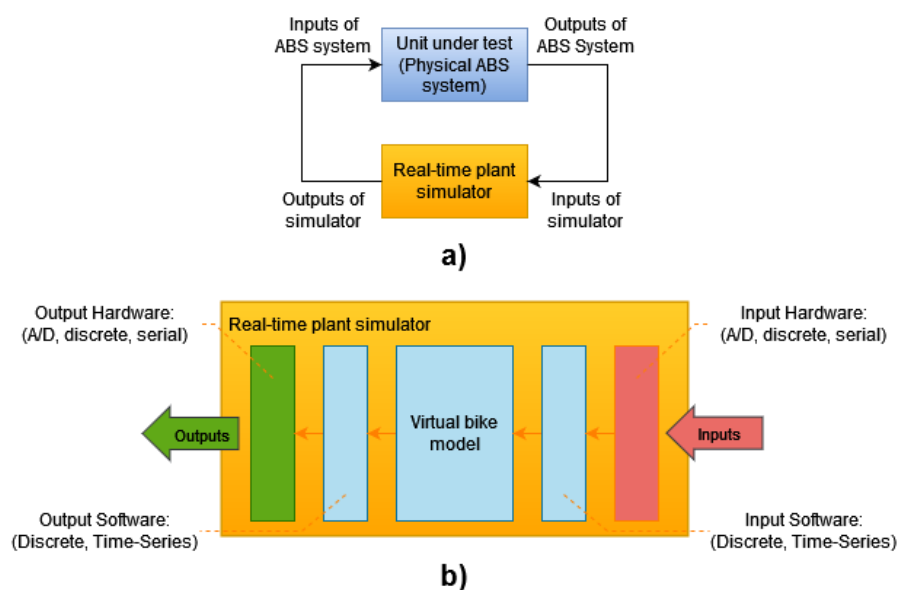 Inputs of
ABS system
Unit under test
(Physical ABS
system)
Outputs of
ABS System
Real-time plant
simulator
Outputs of
simulator
Inputs of
simulator
a)
Output Hardware:
(A/D, discrete, serial)
Real-time plant simulator
Input Hardware:
(A/D, discrete, serial)
Outputs
Virtual bike
model
Inputs
Output Software:
(Discrete, Time-Series)
Input Software:
(Discrete, Time-Series)
b)